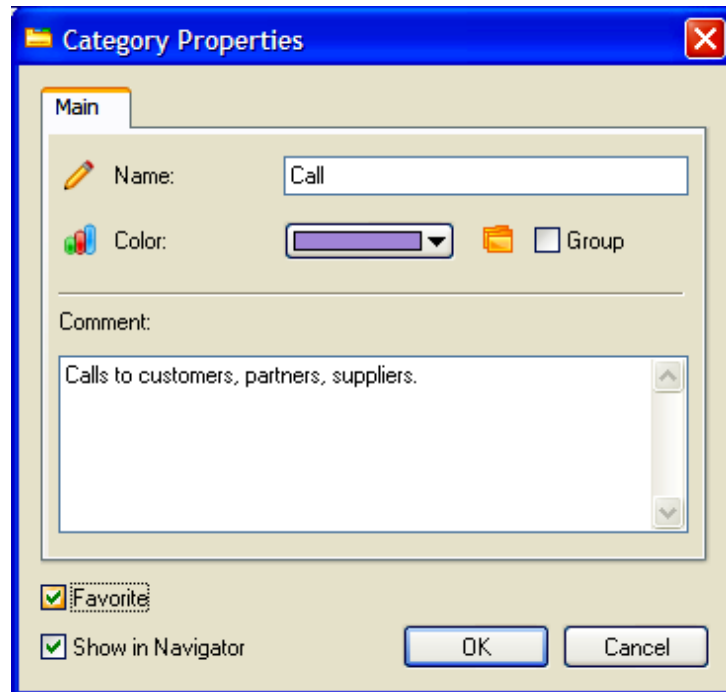 Category Properties
Main
Name: Call
Color: Group
Comment:
Calls to customers, partners, suppliers.
Favorite
Show in Navigator OK Cancel